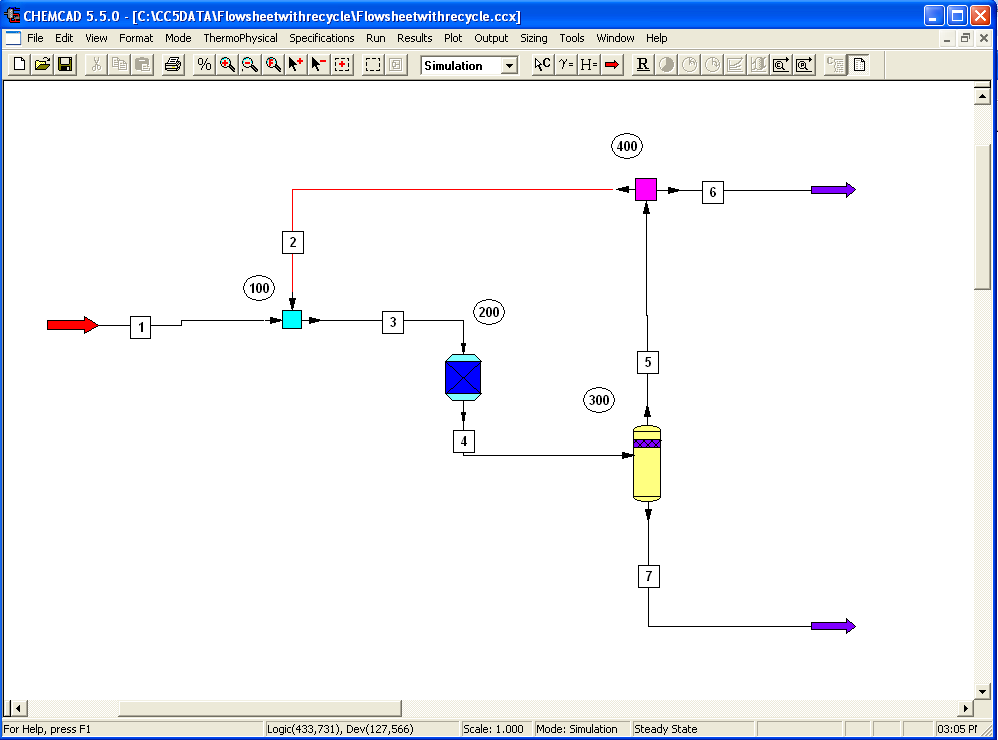 CHEMCAD 5.5.0 - [C:\CC5DATA\Flowsheetwithrecycle\Flowsheetwithrecycle.ccx]
File Edit View Format Mode ThermoPhysical Specifications Run Results Plot Output Sizing Tools Window Help
% Simulation C γ= H= R R R C
400
6
2
100
1
3
200
5
300
4
7
For Help, press F1 Logic(433,731), Dev(127,566) Scale: 1.000 Mode: Simulation Steady State 03:05